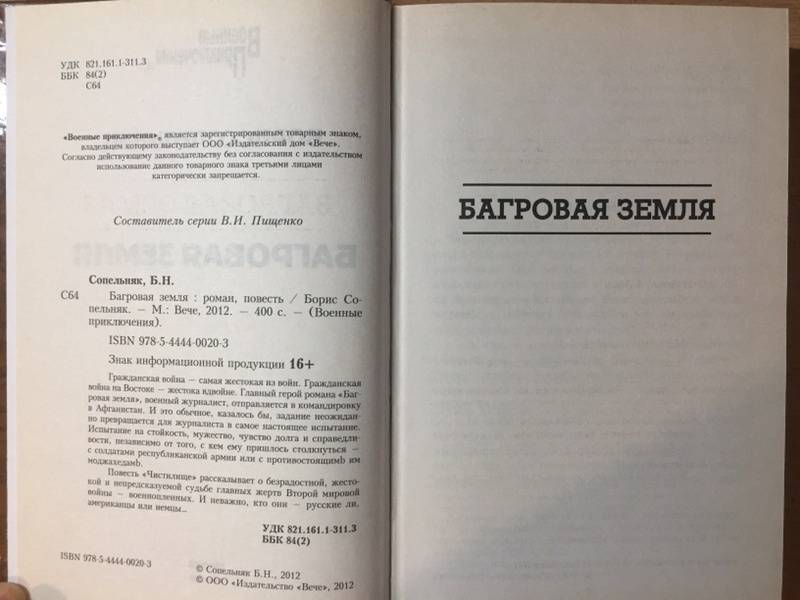 УДК 821.161.1-311.3
ББК 84(2)
С64
«Военные приключения»® является зарегистрированным товарным знаком,
владельцем которого выступает ООО «Издательский дом «Вече».
Согласно действующему законодательству без согласования с издательством
использование данного товарного знака третьими лицами
категорически запрещается.
Составитель серии В.И. Пищенко
Сопельняк, Б.Н.
С64 Багровая земля : роман, повесть / Борис Со-
пельняк. — М.: Вече, 2012. — 400 с. — (Военные
приключения).
ISBN 978-5-4444-0020-3
Знак информационной продукции 16+
Гражданская война — самая жестокая из войн. Гражданская
война на Востоке — жестока вдвойне. Главный герой романа «Баг-
ровая земля», военный журналист, отправляется в командировку
в Афганистан. И это обычное, казалось бы, задание неожидан-
но превращается для журналиста в самое настоящее испытание.
Испытание на стойкость, мужество, чувство долга и справедли-
вости, независимо от того, с кем ему пришлось столкнуться —
с солдатами республиканской армии или с противостоящимЬ им
моджахедамЬ.
Повесть «Чистилище» рассказывает о безрадостной, жесто-
кой и непредсказуемой судьбе главных жертв Второй мировой
войны — военнопленных. И неважно, кто они — русские ли,
американцы или немцы...
УДК 821.161.1-311.3
ББК 84(2)
ISBN 978-5-4444-0020-3
© Сопельняк Б.Н., 2012
© ООО «Издательство «Вече», 2012
БАГРОВАЯ ЗЕМЛЯ